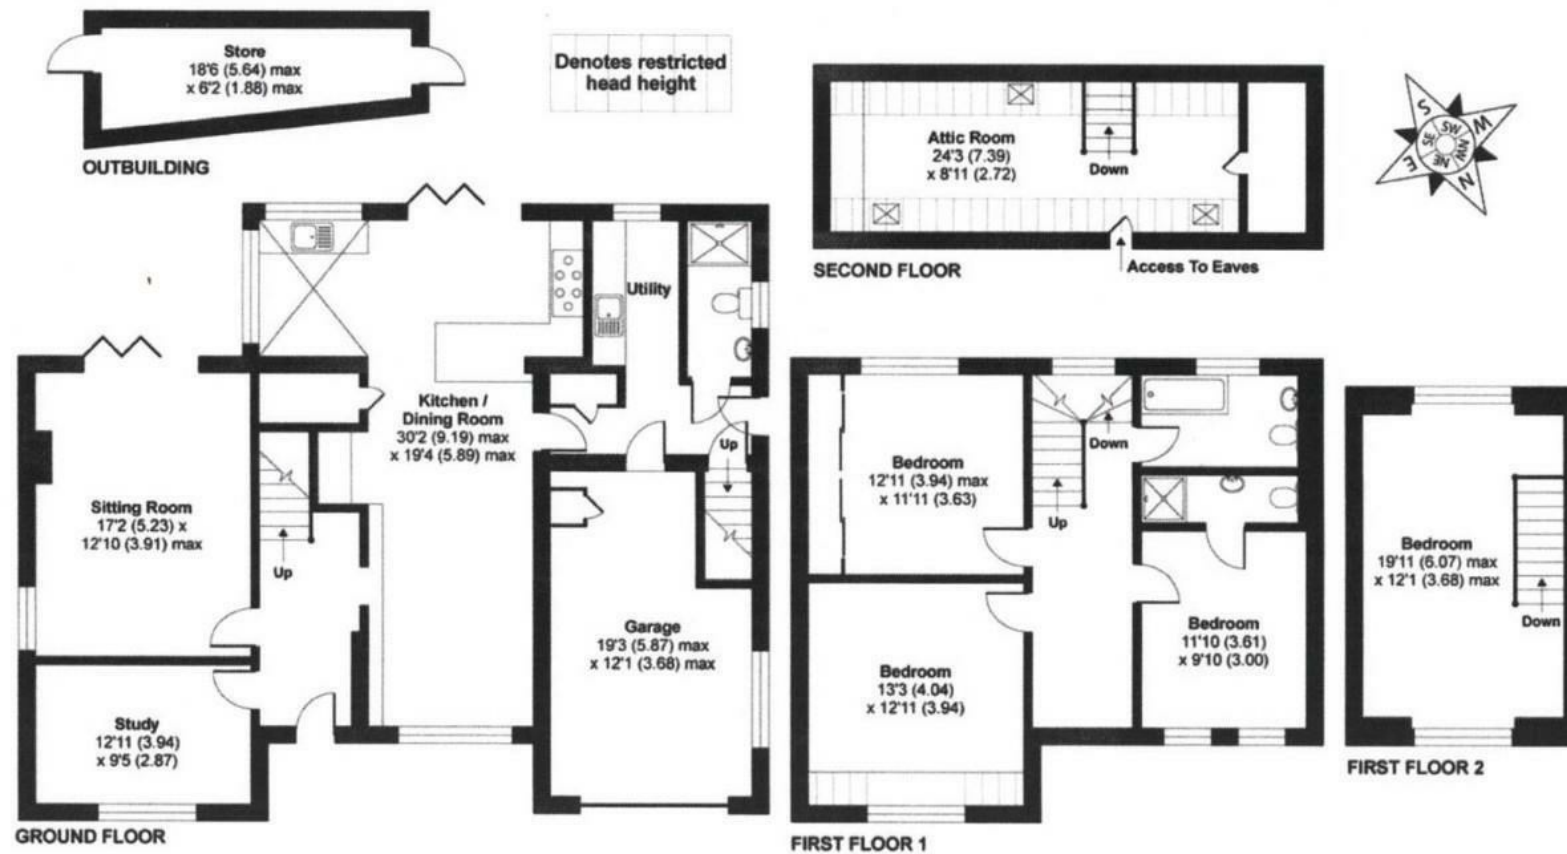 Store
18'6 (5.64) max
x 6'2 (1.88) max
OUTBUILDING
Denotes restricted
head height
Attic Room
24'3 (7.39)
x 8'11 (2.72)
Down
Access To Eaves
SECOND FLOOR
S
SW
W
SE
NW
E
NE
N
Utility
Kitchen /
Dining Room
30'2 (9.19) max
x 19'4 (5.89) max
Up
Sitting Room
17'2 (5.23) x
12'10 (3.91) max
Up
Garage
19'3 (5.87) max
x 12'1 (3.68) max
Study
12'11 (3.94)
x 9'5 (2.87)
GROUND FLOOR
Bedroom
12'11 (3.94) max
x 11'11 (3.63)
Down
Up
Bedroom
11'10 (3.61)
x 9'10 (3.00)
Bedroom
13'3 (4.04)
x 12'11 (3.94)
FIRST FLOOR 1
Bedroom
19'11 (6.07) max
x 12'1 (3.68) max
Down
FIRST FLOOR 2